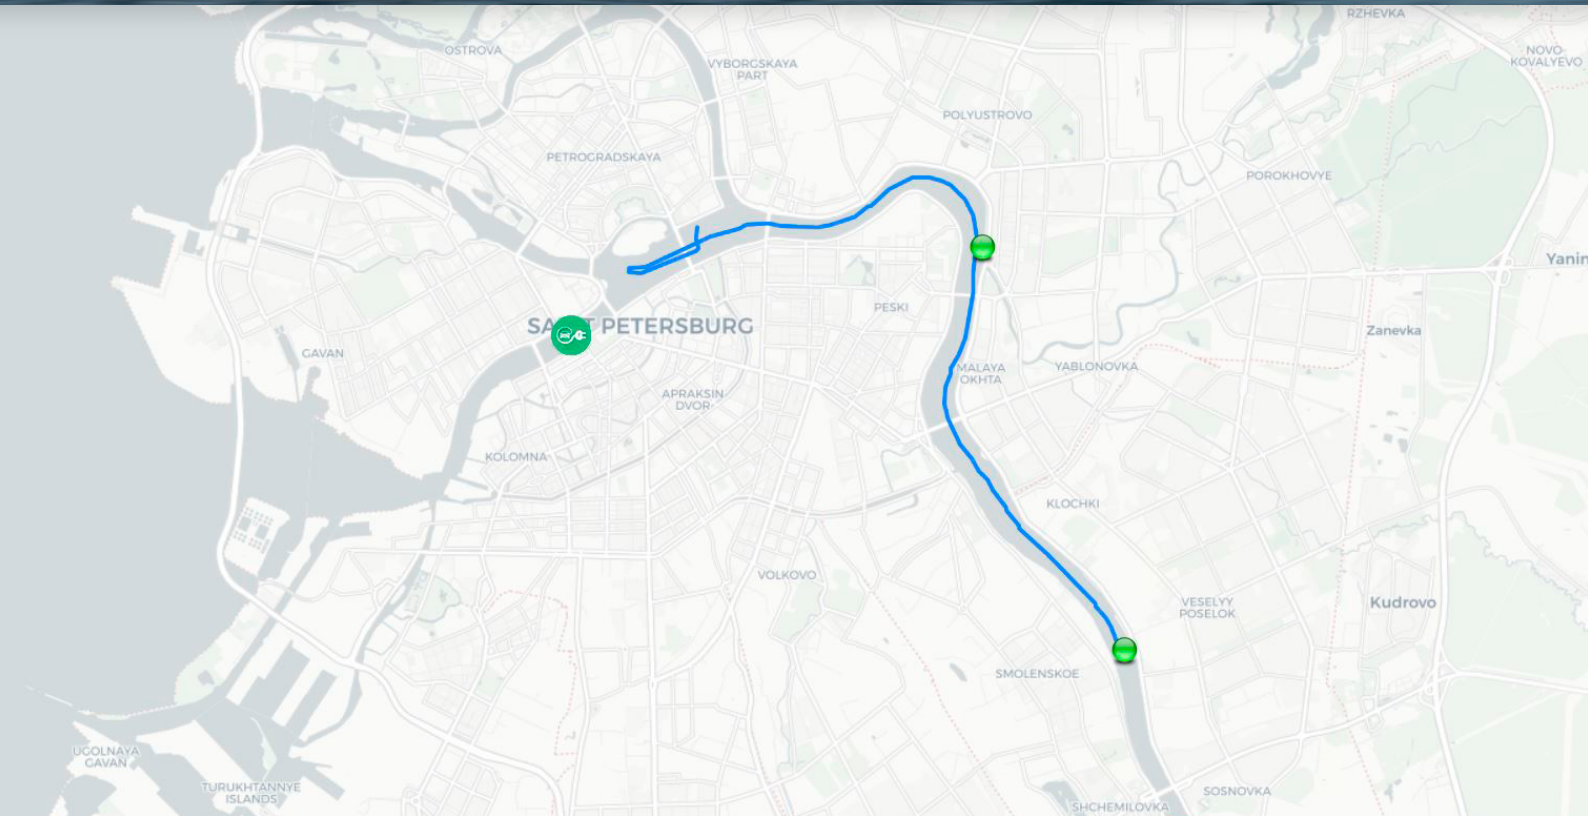 RZHEVKA
OSTROVA
NOVO-
KOVALYEVO
VYBORGSKAYA
PART
POLYUSTROVO
PETROGRADSKAYA
POROKHOVYE
Yanin
PESKI
SAINT PETERSBURG
Zanevka
GAVAN
MALAYA
OKHTA
YABLONOVKA
APRAKSIN
DVOR
KOLOMNA
KLOCHKI
VOLKOVO
VESELYY
POSELOK
Kudrovo
SMOLENSKOE
UGOLNAYA
GAVAN
TURUKHTANNYE
ISLANDS
SOSNOVKA
SHCHEMILOVKA